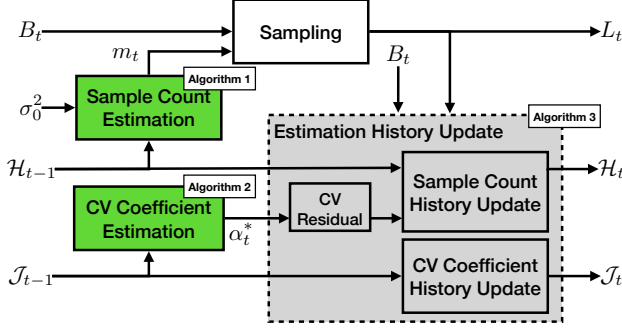 B_t
Sampling
L_t
m_t
Algorithm 1
B_t
σ_0^2
Sample Count
Estimation
Algorithm 3
Estimation History Update
H_{t−1}
H_t
Algorithm 2
Sample Count
History Update
CV Coefficient
Estimation
CV
Residual
α_t^*
J_{t−1}
CV Coefficient
History Update
J_t